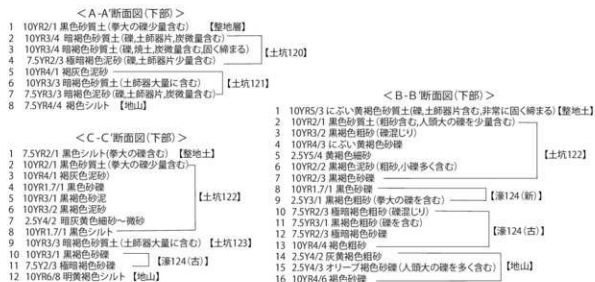 ＜A-A'断面図(下部)＞
1 10YR2/1 黒色砂質土(拳大の礫少量含む) 【整地層】
2 10YR3/4 暗褐色砂質土(礫,土師器片,炭微量含む)
3 10YR3/4 暗褐色砂質土(礫,焼土,炭微量含む,固く締まる)
【土坑120】
4 7.5YR2/3 極暗褐色泥砂(礫,土師器片少量含む)
5 10YR4/1 褐灰色泥砂
6 10YR3/3 暗褐色砂質土(土師器大量に含む)
【土坑121】
7 7.5YR3/3 暗褐色泥砂(礫,土師器片,炭微量含む)
8 7.5YR4/4 褐色シルト 【地山】
＜C-C'断面図(下部)＞
1 7.5YR2/1 黒色シルト(拳大の礫含む) 【整地土】
2 10YR2/1 黒色砂質土(拳大の礫少量含む)
3 10YR4/1 褐灰色泥砂
4 10YR1.7/1 黒色砂礫
5 10YR3/1 黒褐色砂泥
【土坑122】
6 10YR3/2 黒褐色泥砂
7 2.5Y4/2 暗灰黄色細砂～微砂
8 10YR1.7/1 黒色シルト
9 10YR3/3 暗褐色砂質土(土師器大量に含む) 【土坑123】
10 10YR3/1 黒褐色砂礫
【濠124(古)】
11 7.5Y2/3 極暗褐色砂礫
12 10YR6/8 明黄褐色シルト 【地山】
＜B-B'断面図(下部)＞
1 10YR5/3 にぶい黄褐色砂質土(礫,土師器片含む,非常に固く締まる)【整地土】
2 10YR2/1 黒色砂質土(粗砂含む,人頭大の礫を少量含む)
3 10YR3/2 黒褐色粗砂(礫混じり)
4 10YR4/3 にぶい黄褐色砂礫
5 2.5Y5/4 黄褐色細砂
【土坑122】
6 10YR2/2 黒褐色泥砂(粗砂,小礫多く含む)
7 10YR2/3 黒褐色砂礫
8 10YR1.7/1 黒色砂礫
【濠124(新)】
9 2.5Y3/1 黒褐色粗砂(拳大の礫を含む)
10 7.5YR2/3 極暗褐色粗砂(礫混じり)
11 7.5YR3/1 黒褐色粗砂(礫を含む)
【濠124(古)】
12 7.5YR2/3 極暗褐色砂礫
13 10YR4/4 褐色粗砂
14 2.5Y4/2 灰黄褐色粗砂
15 2.5Y4/3 オリーブ褐色砂礫(人頭大の礫を多く含む)
【地山】
16 10YR4/6 褐色砂礫